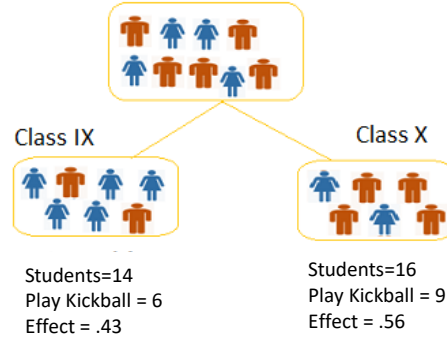 Class IX
Class X
Students=14
Play Kickball = 6
Effect = .43
Students=16
Play Kickball = 9
Effect = .56